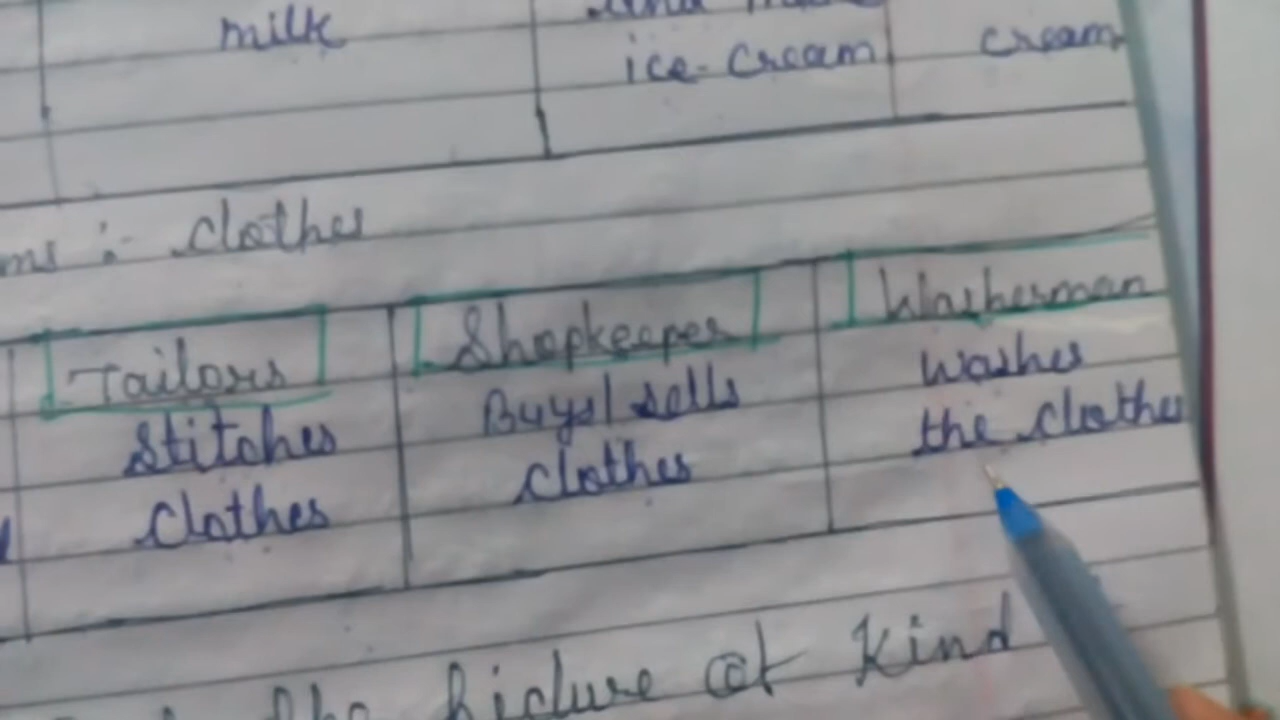 milk
ice-cream
cream
clothes
Tailors Shopkeeper Washerman
Stitches Buys/sells washes
clothes clothes the clothes
the picture of kind